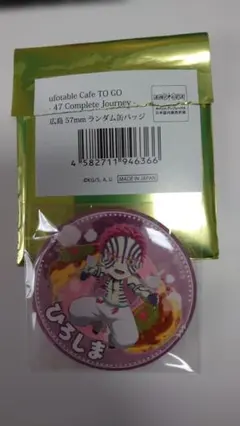 ufotable Cafe TO GO
- 47 Complete Journey -
広島 57mm ランダム缶バッジ
4 582711 946366
©KG/S, A, U
MADE IN JAPAN
ひろしま